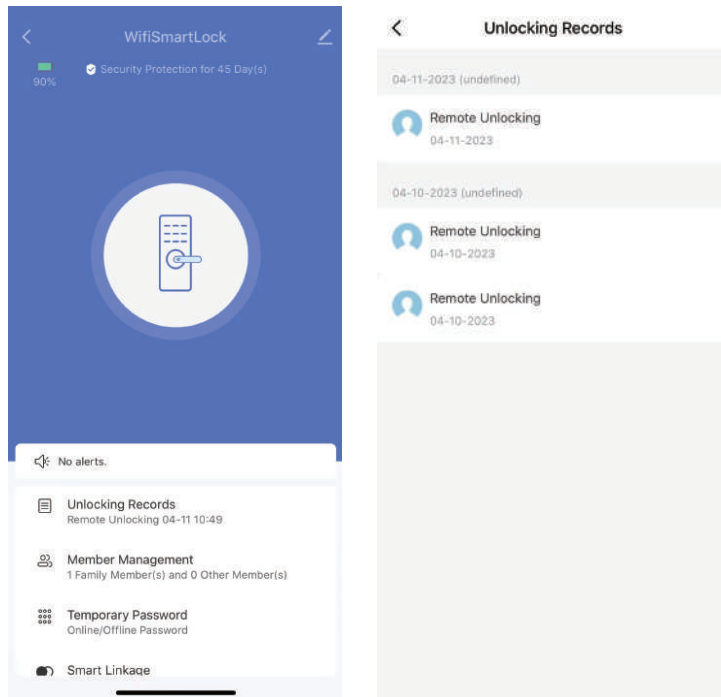 WifiSmartLock
90%
Security Protection for 45 Day(s)
No alerts.
Unlocking Records
Remote Unlocking 04-11 10:49
Member Management
1 Family Member(s) and 0 Other Member(s)
Temporary Password
Online/Offline Password
Smart Linkage
Unlocking Records
04-11-2023 (undefined)
Remote Unlocking
04-11-2023
04-10-2023 (undefined)
Remote Unlocking
04-10-2023
Remote Unlocking
04-10-2023